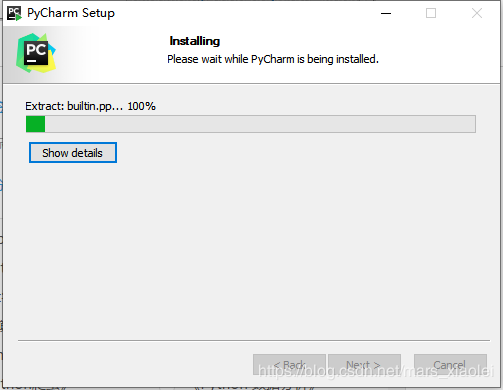 PyCharm Setup
PC
Installing
Please wait while PyCharm is being installed.
Extract: builtin.pp... 100%
Show details
< Back
Next >
Cancel
https://blog.csdn.net/mars_xiaolei